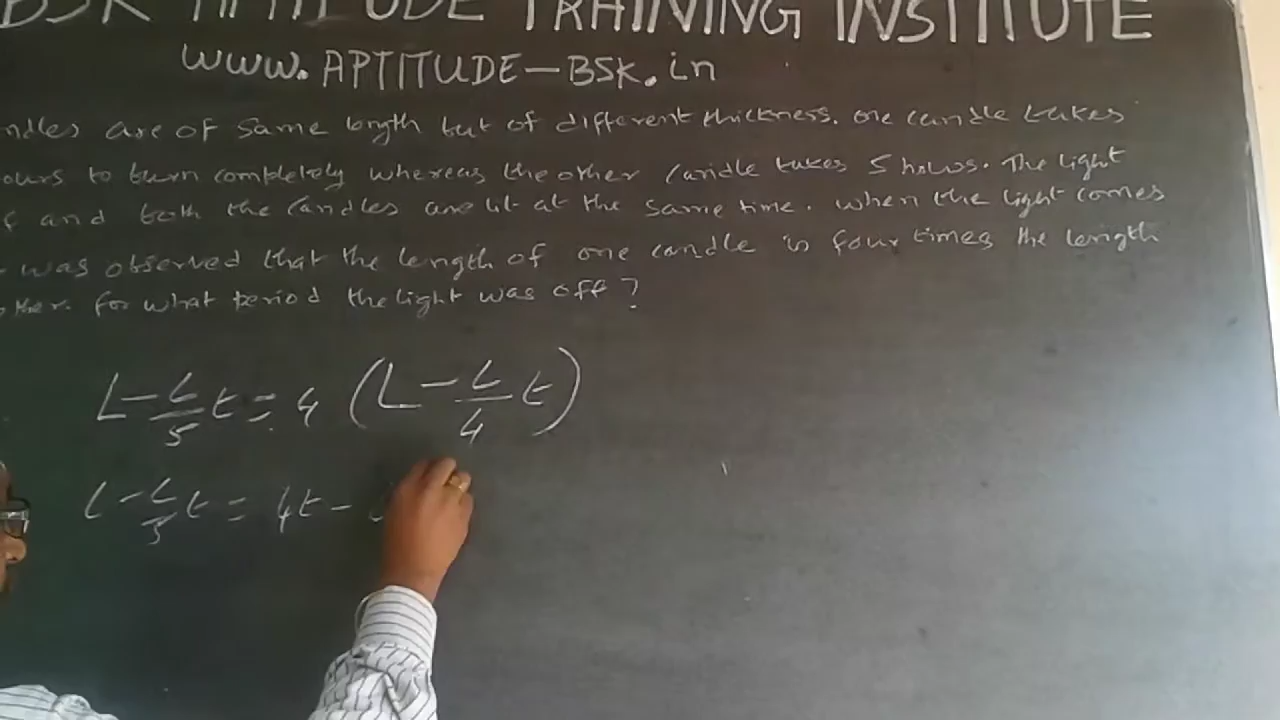 BSK APTITUDE TRAINING INSTITUTE
WWW.APTITUDE-BSK.in
ndles are of same length but of different thickness. one candle takes
ours to burn completely whereas the other candle takes 5 hours. The light
f and both the candles are lit at the same time. When the light comes
was observed that the length of one candle is four times the length
ther. for what period the light was off?
L - L/5 t = 4 (L - L/4 t)
L - L/5 t = 4t -